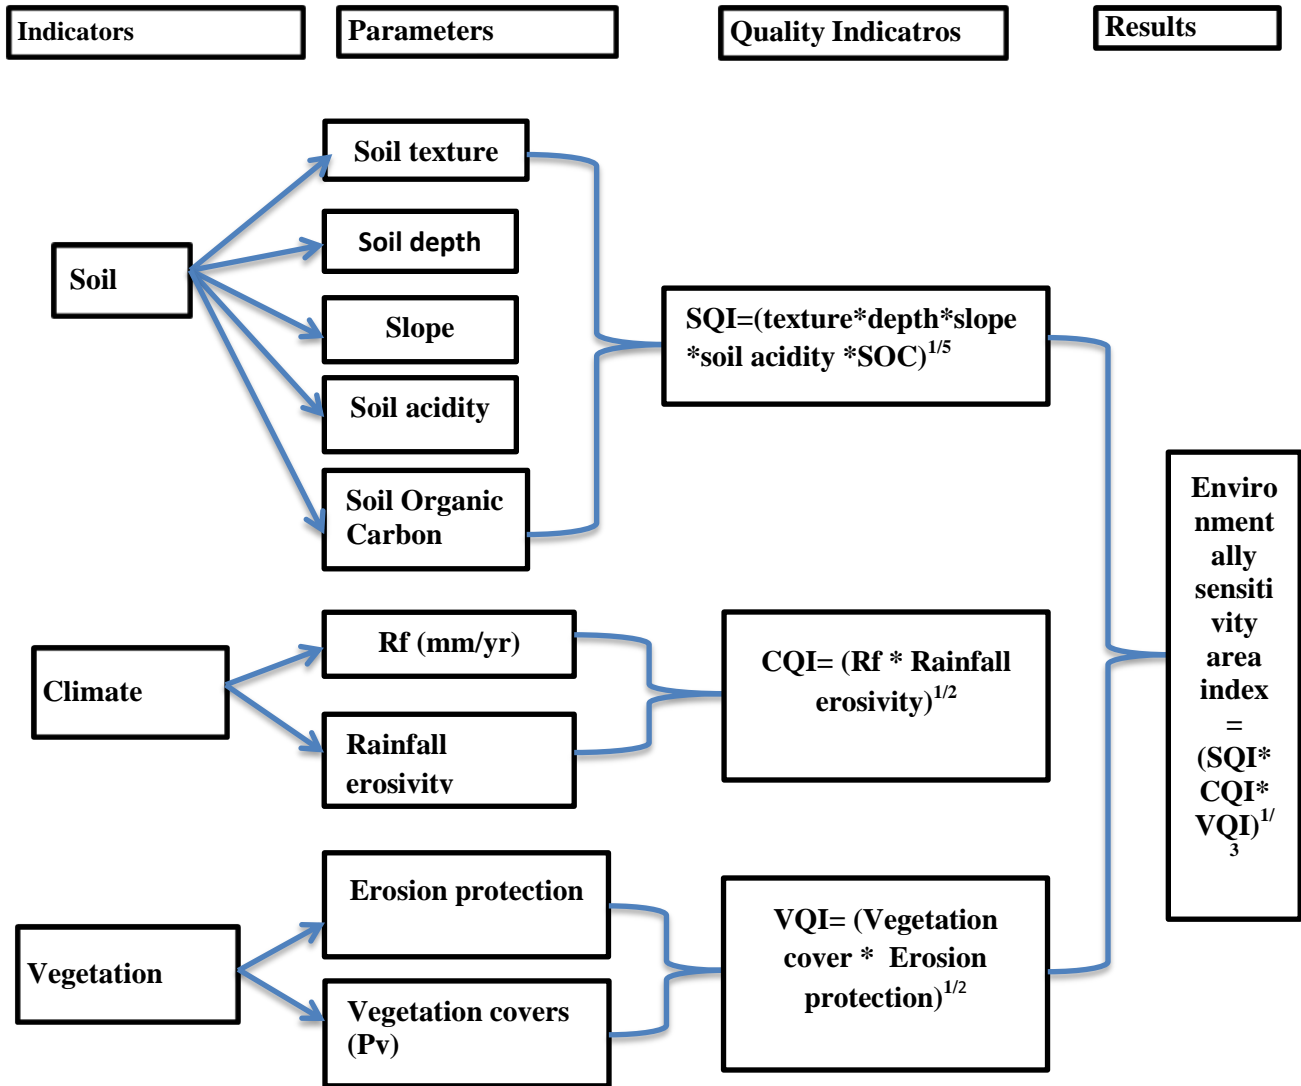 Indicators
Parameters
Quality Indicatros
Results
Soil
Soil texture
Soil depth
Slope
Soil acidity
Soil Organic
Carbon
SQI=(texture*depth*slope
*soil acidity *SOC)^1/5
Climate
Rf (mm/yr)
Rainfall
erosivity
CQI= (Rf * Rainfall
erosivity)^1/2
Vegetation
Erosion protection
Vegetation covers
(Pv)
VQI= (Vegetation
cover * Erosion
protection)^1/2
Enviro
nment
ally
sensiti
vity
area
index
=
(SQI*
CQI*
VQI)^1/
3